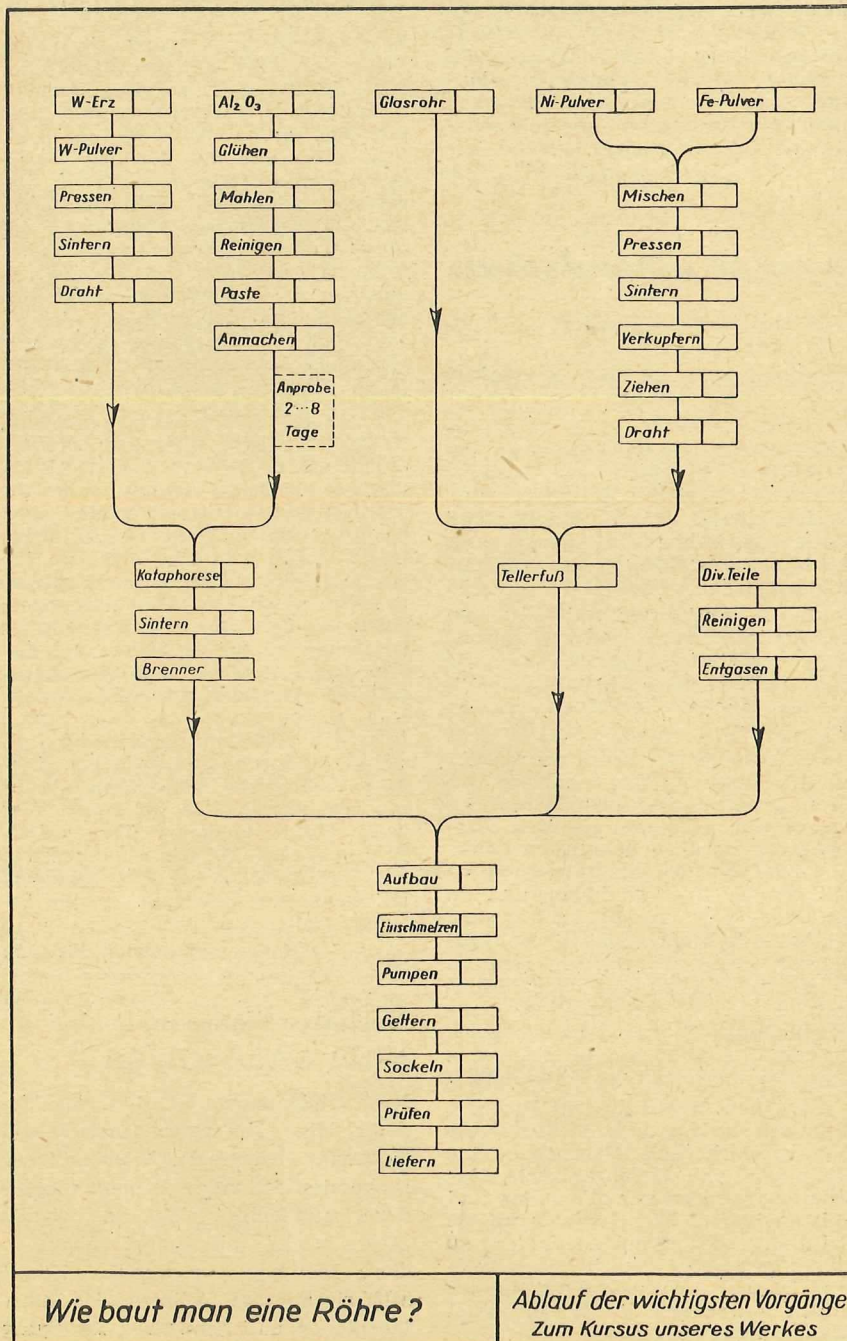 W-Erz
W-Pulver
Pressen
Sintern
Draht
Al₂ O₃
Glühen
Mahlen
Reinigen
Paste
Anmachen
Anprobe
2···8
Tage
Glasrohr
Ni-Pulver
Fe-Pulver
Mischen
Pressen
Sintern
Verkupfern
Ziehen
Draht
Kataphorese
Sintern
Brenner
Tellerfuß
Div. Teile
Reinigen
Entgasen
Aufbau
Einschmelzen
Pumpen
Gettern
Sockeln
Prüfen
Liefern
Wie baut man eine Röhre?
Ablauf der wichtigsten Vorgänge
Zum Kursus unseres Werkes